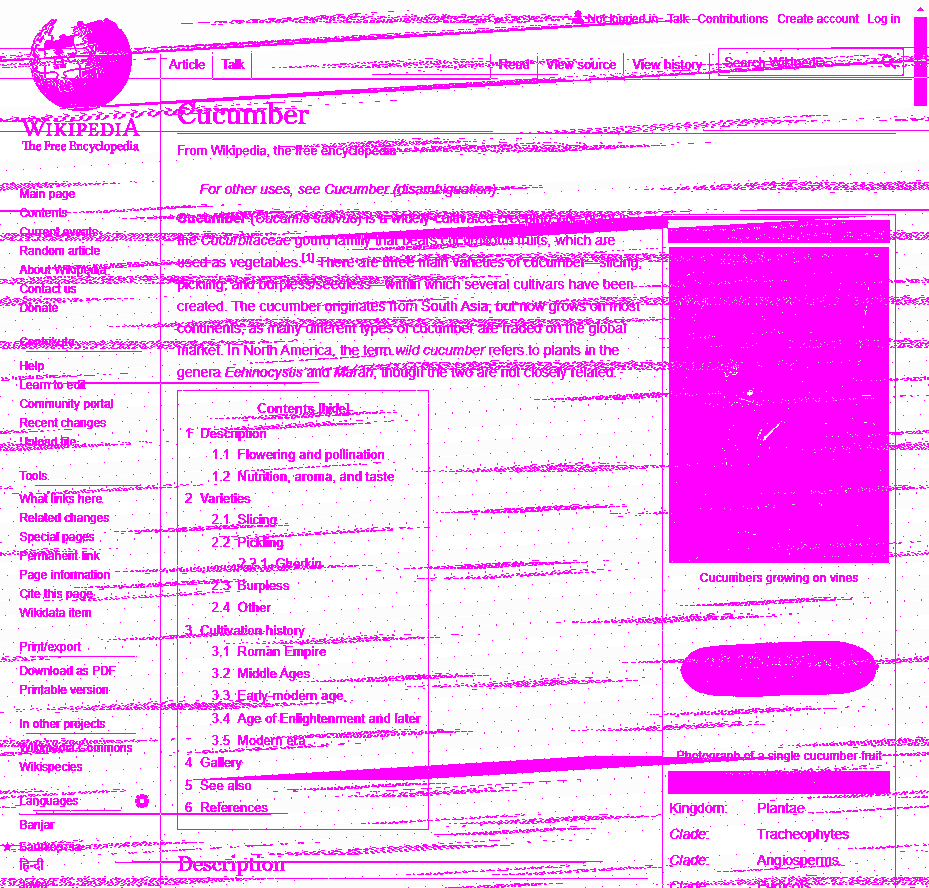 Not logged in Talk Contributions Create account Log in
Article Talk Read View source View history Search Wikipedia
WIKIPEDIA
The Free Encyclopedia
Main page
Contents
Current events
Random article
About Wikipedia
Contact us
Donate
Contribute
Help
Learn to edit
Community portal
Recent changes
Upload file
Tools
What links here
Related changes
Special pages
Permanent link
Page information
Cite this page
Wikidata item
Print/export
Download as PDF
Printable version
In other projects
Wikimedia Commons
Wikispecies
Languages
Banjar
हिन्दी
Cucumber
From Wikipedia, the free encyclopedia
For other uses, see Cucumber (disambiguation).
Cucumber (Cucumis sativus) is a widely-cultivated creeping
the Cucurbitaceae gourd family that bears cucumiform fruits, which are
used as vegetables.[1] There are three main varieties of cucumber—slicing,
pickling, and burpless/seedless—within which several cultivars have been
created. The cucumber originates from South Asia, but now grows on most
continents, as many different types of cucumber are traded on the global
market. In North America, the term wild cucumber refers to plants in the
genera Echinocystis and Marah, though the two are not closely related.
Contents [hide]
1 Description
1.1 Flowering and pollination
1.2 Nutrition, aroma, and taste
2 Varieties
2.1 Slicing
2.2 Pickling
2.2.1 Gherkin
2.3 Burpless
2.4 Other
3 Cultivation history
3.1 Roman Empire
3.2 Middle Ages
3.3 Early-modern age
3.4 Age of Enlightenment and later
3.5 Modern era
4 Gallery
5 See also
6 References
Description
Cucumbers growing on vines
Photograph of a single cucumber fruit
Kingdom: Plantae
Clade: Tracheophytes
Clade: Angiosperms
Clade: